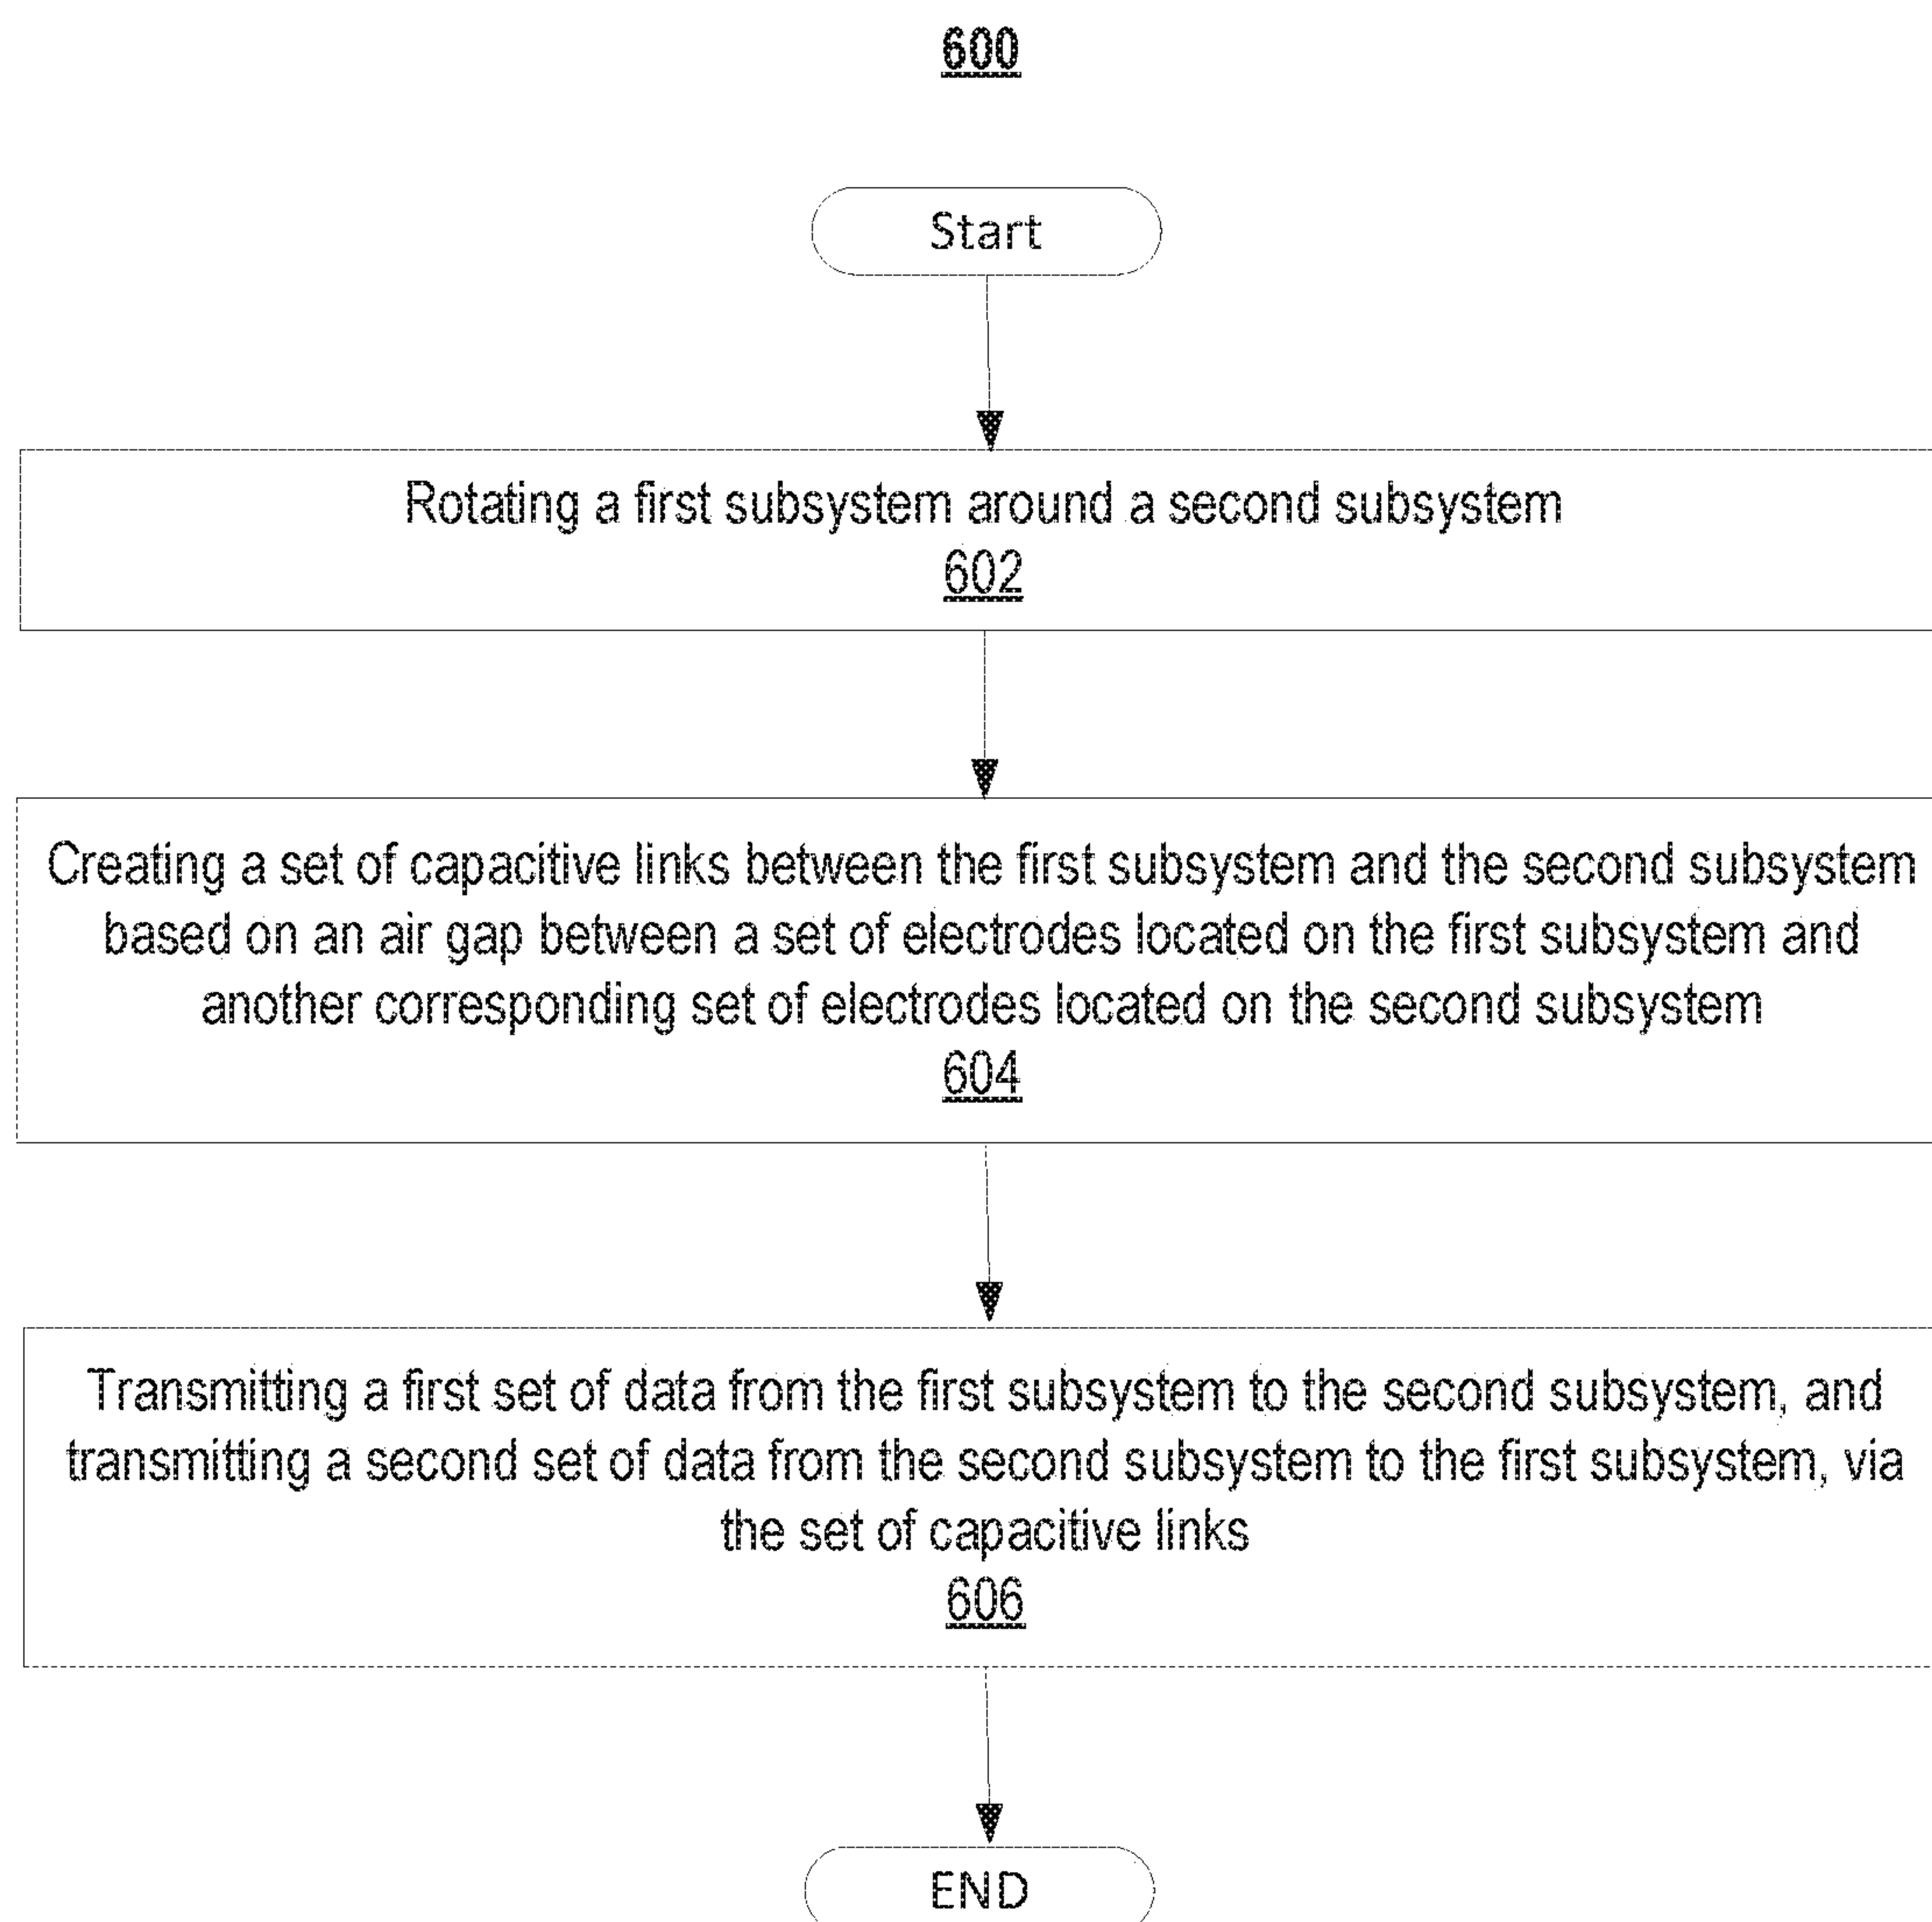 600
Start
Rotating a first subsystem around a second subsystem
602
Creating a set of capacitive links between the first subsystem and the second subsystem
based on an air gap between a set of electrodes located on the first subsystem and
another corresponding set of electrodes located on the second subsystem
604
Transmitting a first set of data from the first subsystem to the second subsystem, and
transmitting a second set of data from the second subsystem to the first subsystem, via
the set of capacitive links
606
END